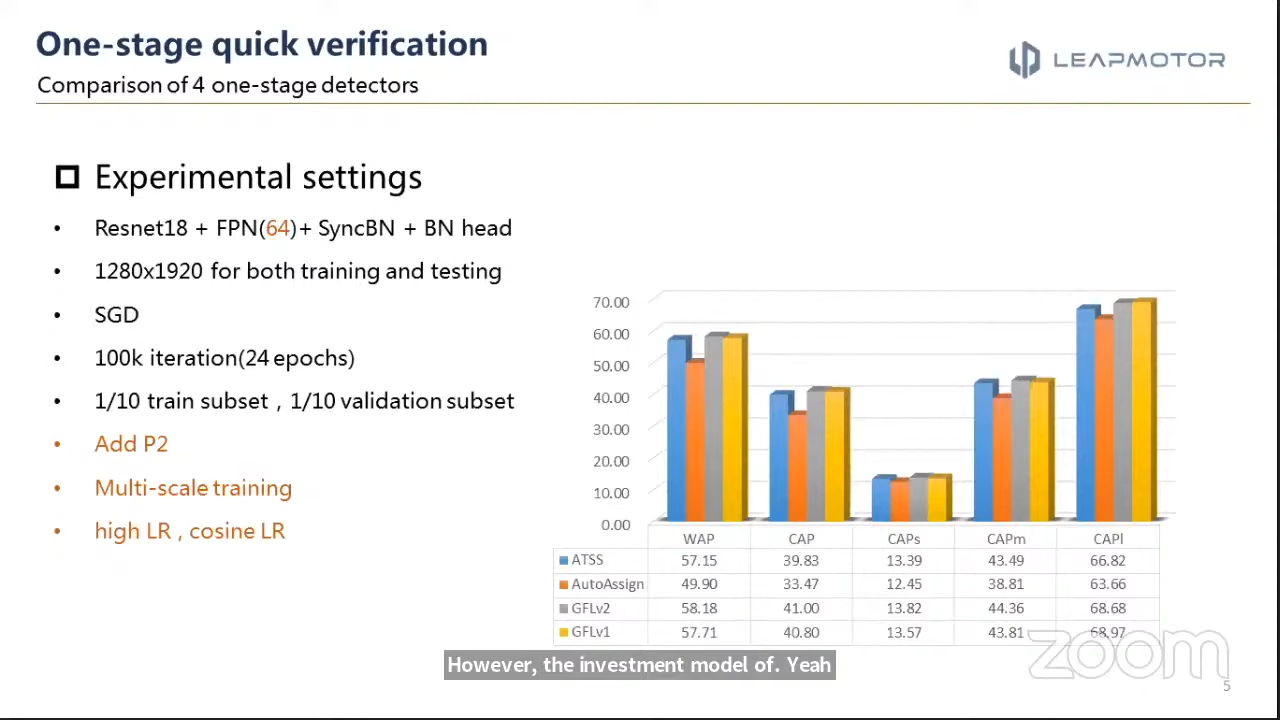 One-stage quick verification
LEAPMOTOR
Comparison of 4 one-stage detectors
Experimental settings
• Resnet18 + FPN(64)+ SyncBN + BN head
• 1280x1920 for both training and testing
• SGD
• 100k iteration(24 epochs)
• 1/10 train subset，1/10 validation subset
• Add P2
• Multi-scale training
• high LR，cosine LR
70.00
60.00
50.00
40.00
30.00
20.00
10.00
0.00
WAP CAP CAPs CAPm CAPl
ATSS 57.15 39.83 13.39 43.49 66.82
AutoAssign 49.90 33.47 12.45 38.81 63.66
GFLv2 58.18 41.00 13.82 44.36 68.68
GFLv1 57.71 40.80 13.57 43.81 68.97
zoom
However, the investment model of. Yeah
5